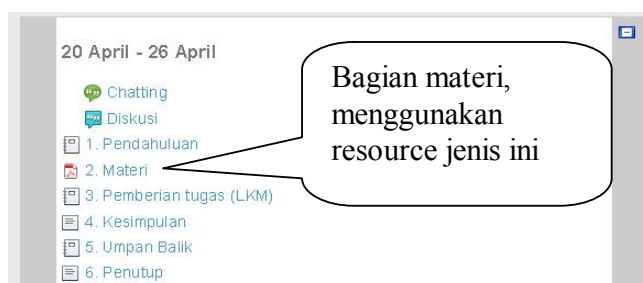 20 April - 26 April
Chatting
Diskusi
1. Pendahuluan
2. Materi
3. Pemberian tugas (LKM)
4. Kesimpulan
5. Umpan Balik
6. Penutup
Bagian materi,
menggunakan
resource jenis ini